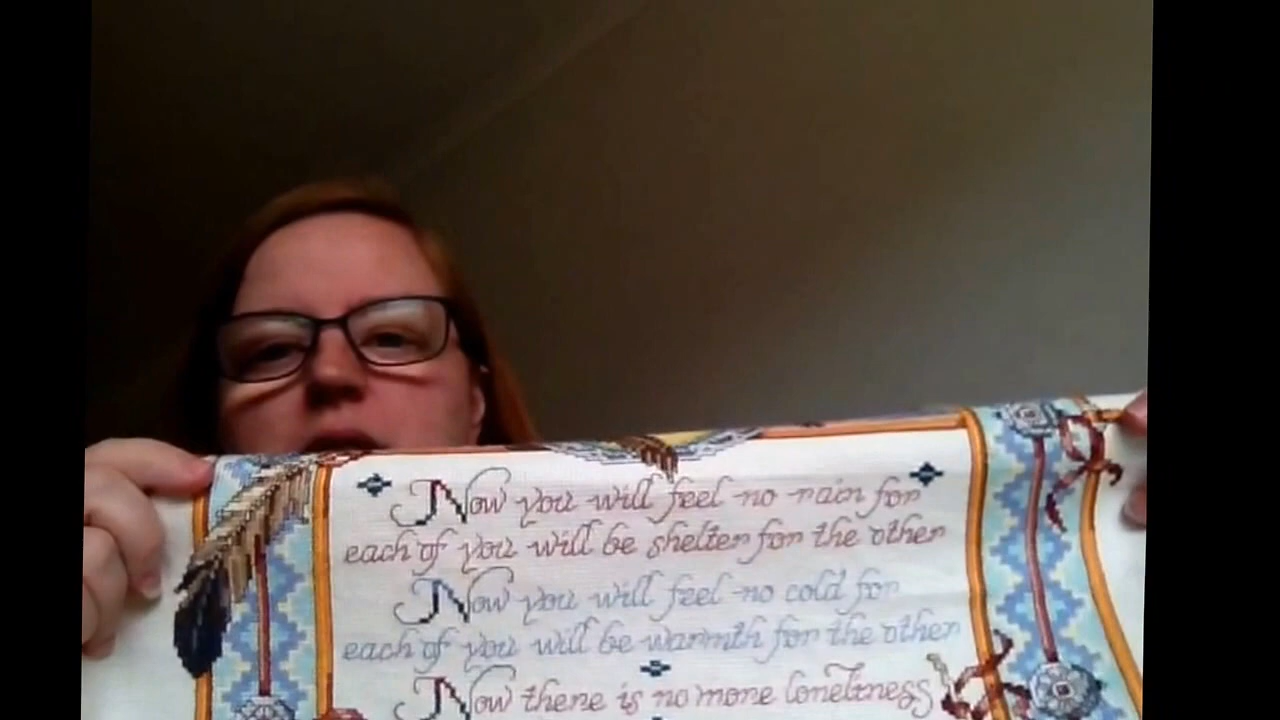 Now you will feel no rain for
each of you will be shelter for the other
Now you will feel no cold for
each of you will be warmth for the other
Now there is no more loneliness